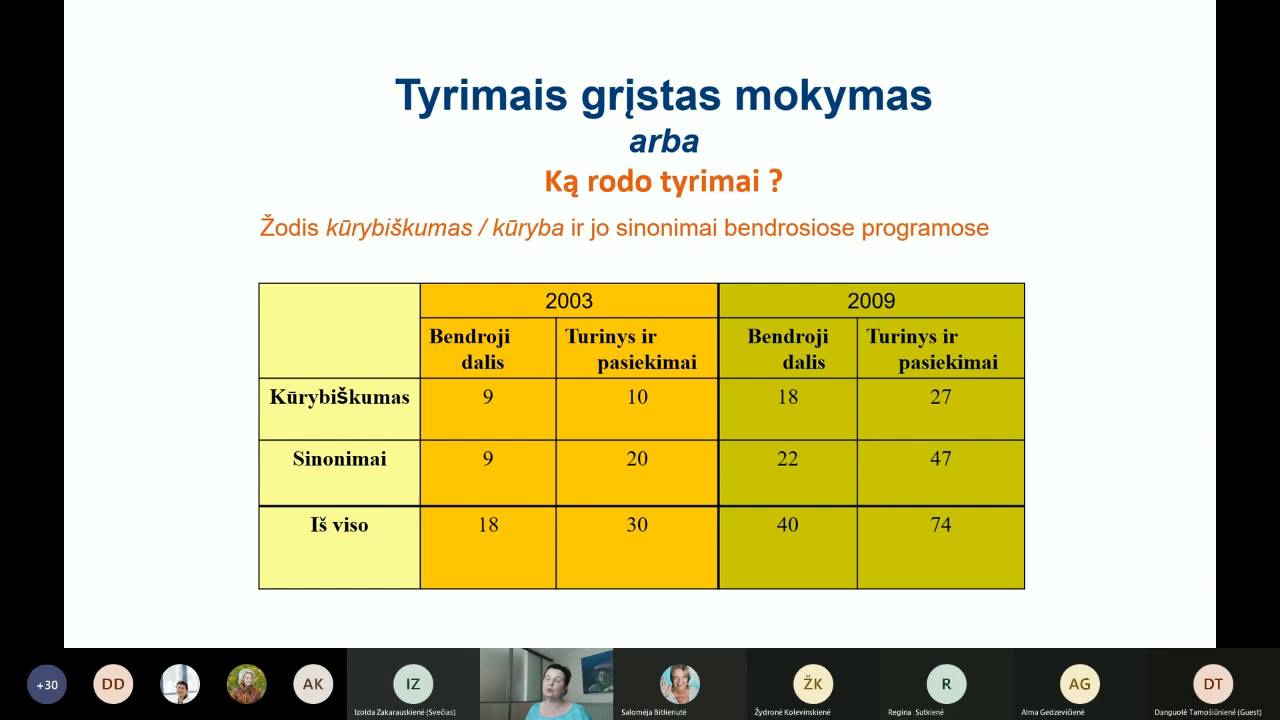 Tyrimais grįstas mokymas
arba
Ką rodo tyrimai ?
Žodis kūrybiškumas / kūryba ir jo sinonimai bendrosiose programose
2003 2009
Bendroji dalis Turinys ir pasiekimai Bendroji dalis Turinys ir pasiekimai
Kūrybiškumas 9 10 18 27
Sinonimai 9 20 22 47
Iš viso 18 30 40 74
+30 DD AK IZ ŽK R AG DT
Izolda Zakarauskienė (Svečias) Salomėja Bitlieriutė Žydronė Kolevinskienė Regina Sutkienė Alma Gedzevičienė Danguolė Tamošiūnienė (Guest)